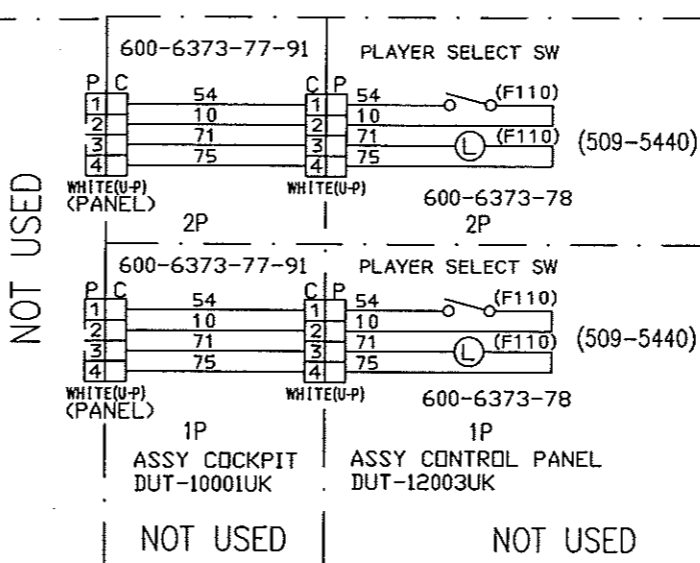 600-6373-77-91 PLAYER SELECT SW
P C C P
1 54 1 54 (F110)
2 10 2 10
3 71 3 71 L (F110) (509-5440)
4 75 4 75
WHITE(U-P) WHITE(U-P) 600-6373-78
(PANEL)
2P 2P
NOT USED
600-6373-77-91 PLAYER SELECT SW
P C C P
1 54 1 54 (F110)
2 10 2 10
3 71 3 71 L (F110) (509-5440)
4 75 4 75
WHITE(U-P) WHITE(U-P) 600-6373-78
(PANEL)
1P 1P
ASSY COCKPIT ASSY CONTROL PANEL
DUT-10001UK DUT-12003UK
NOT USED NOT USED